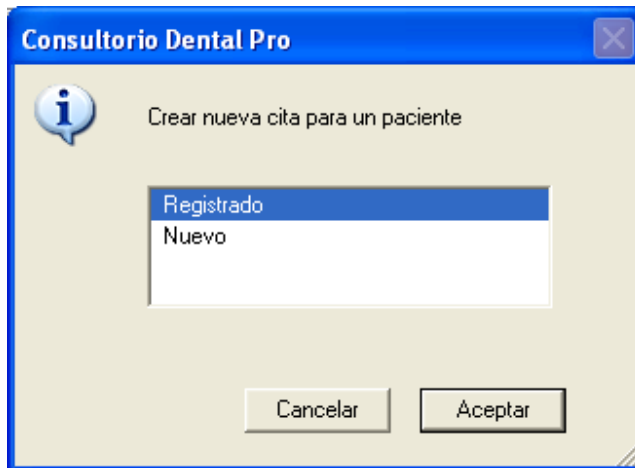 Consultorio Dental Pro
Crear nueva cita para un paciente
Registrado
Nuevo
Cancelar
Aceptar